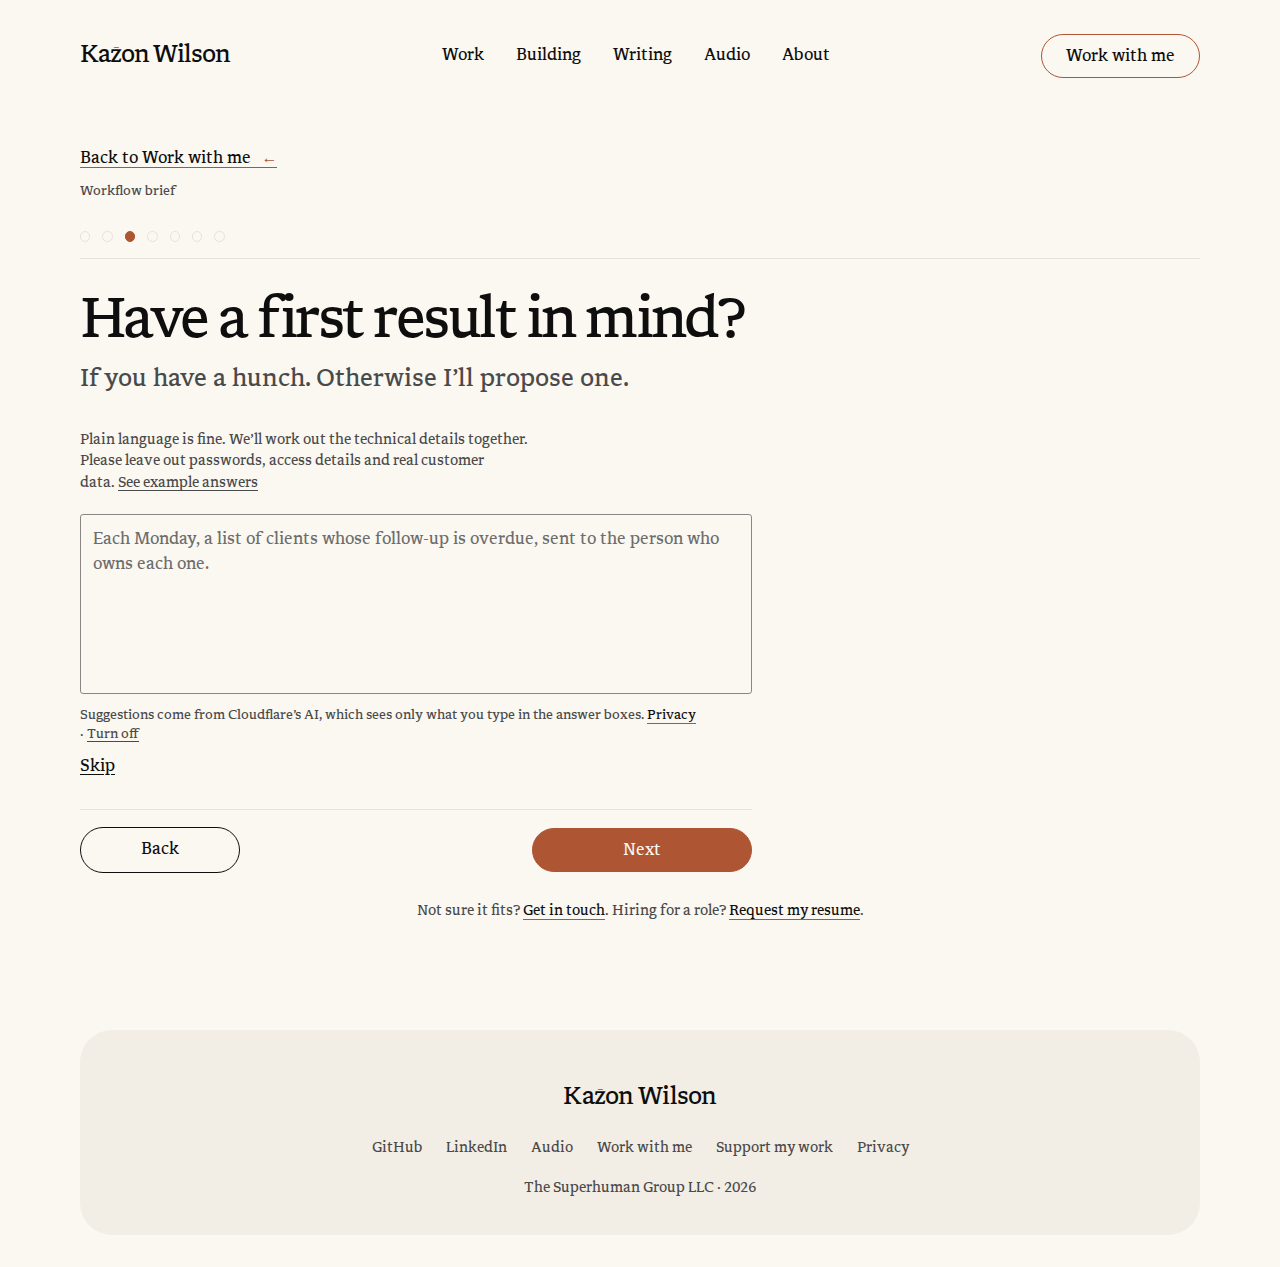 Każon Wilson
Work Building Writing Audio About
Work with me
Back to Work with me ←
Workflow brief
Have a first result in mind?
If you have a hunch. Otherwise I’ll propose one.
Plain language is fine. We’ll work out the technical details together.
Please leave out passwords, access details and real customer
data. See example answers
Each Monday, a list of clients whose follow-up is overdue, sent to the person who
owns each one.
Suggestions come from Cloudflare’s AI, which sees only what you type in the answer boxes. Privacy
· Turn off
Skip
Back
Next
Not sure it fits? Get in touch. Hiring for a role? Request my resume.
Każon Wilson
GitHub LinkedIn Audio Work with me Support my work Privacy
The Superhuman Group LLC · 2026